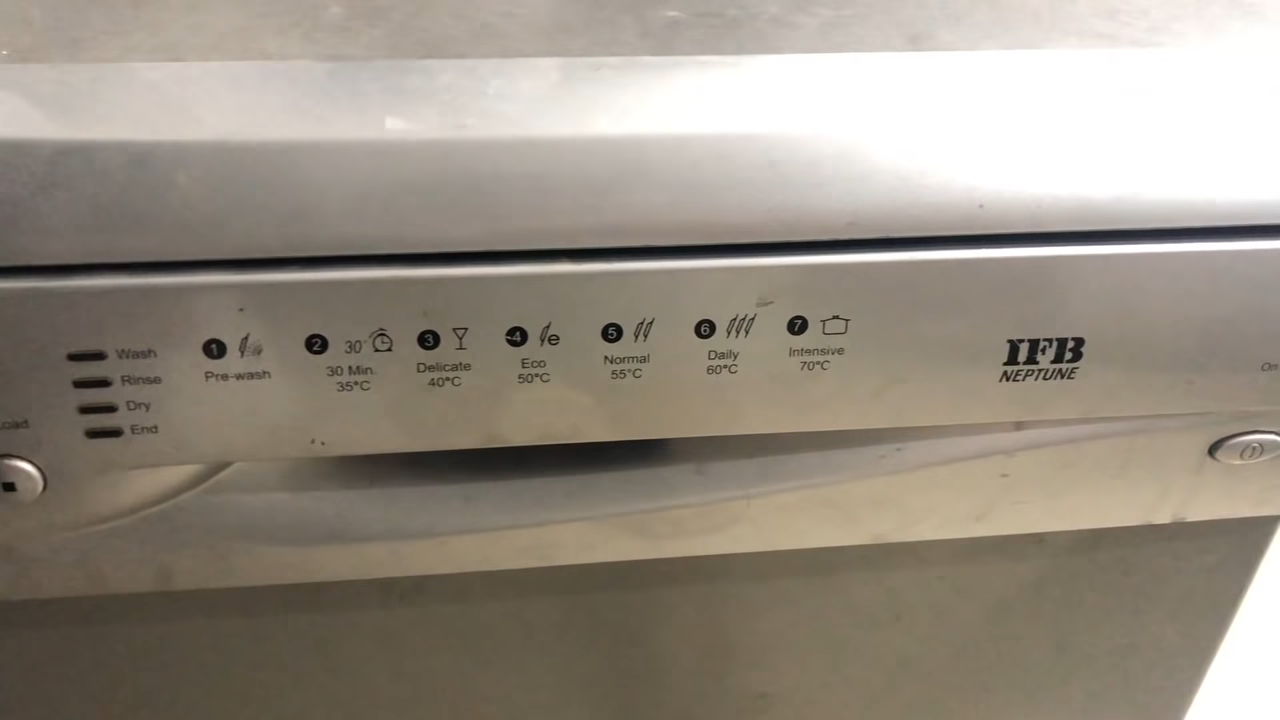 Wash
Rinse
Dry
End
Load
1
Pre-wash
2 30'
30 Min.
35°C
3
Delicate
40°C
4 e
Eco
50°C
5
Normal
55°C
6
Daily
60°C
7
Intensive
70°C
IFB
NEPTUNE
On